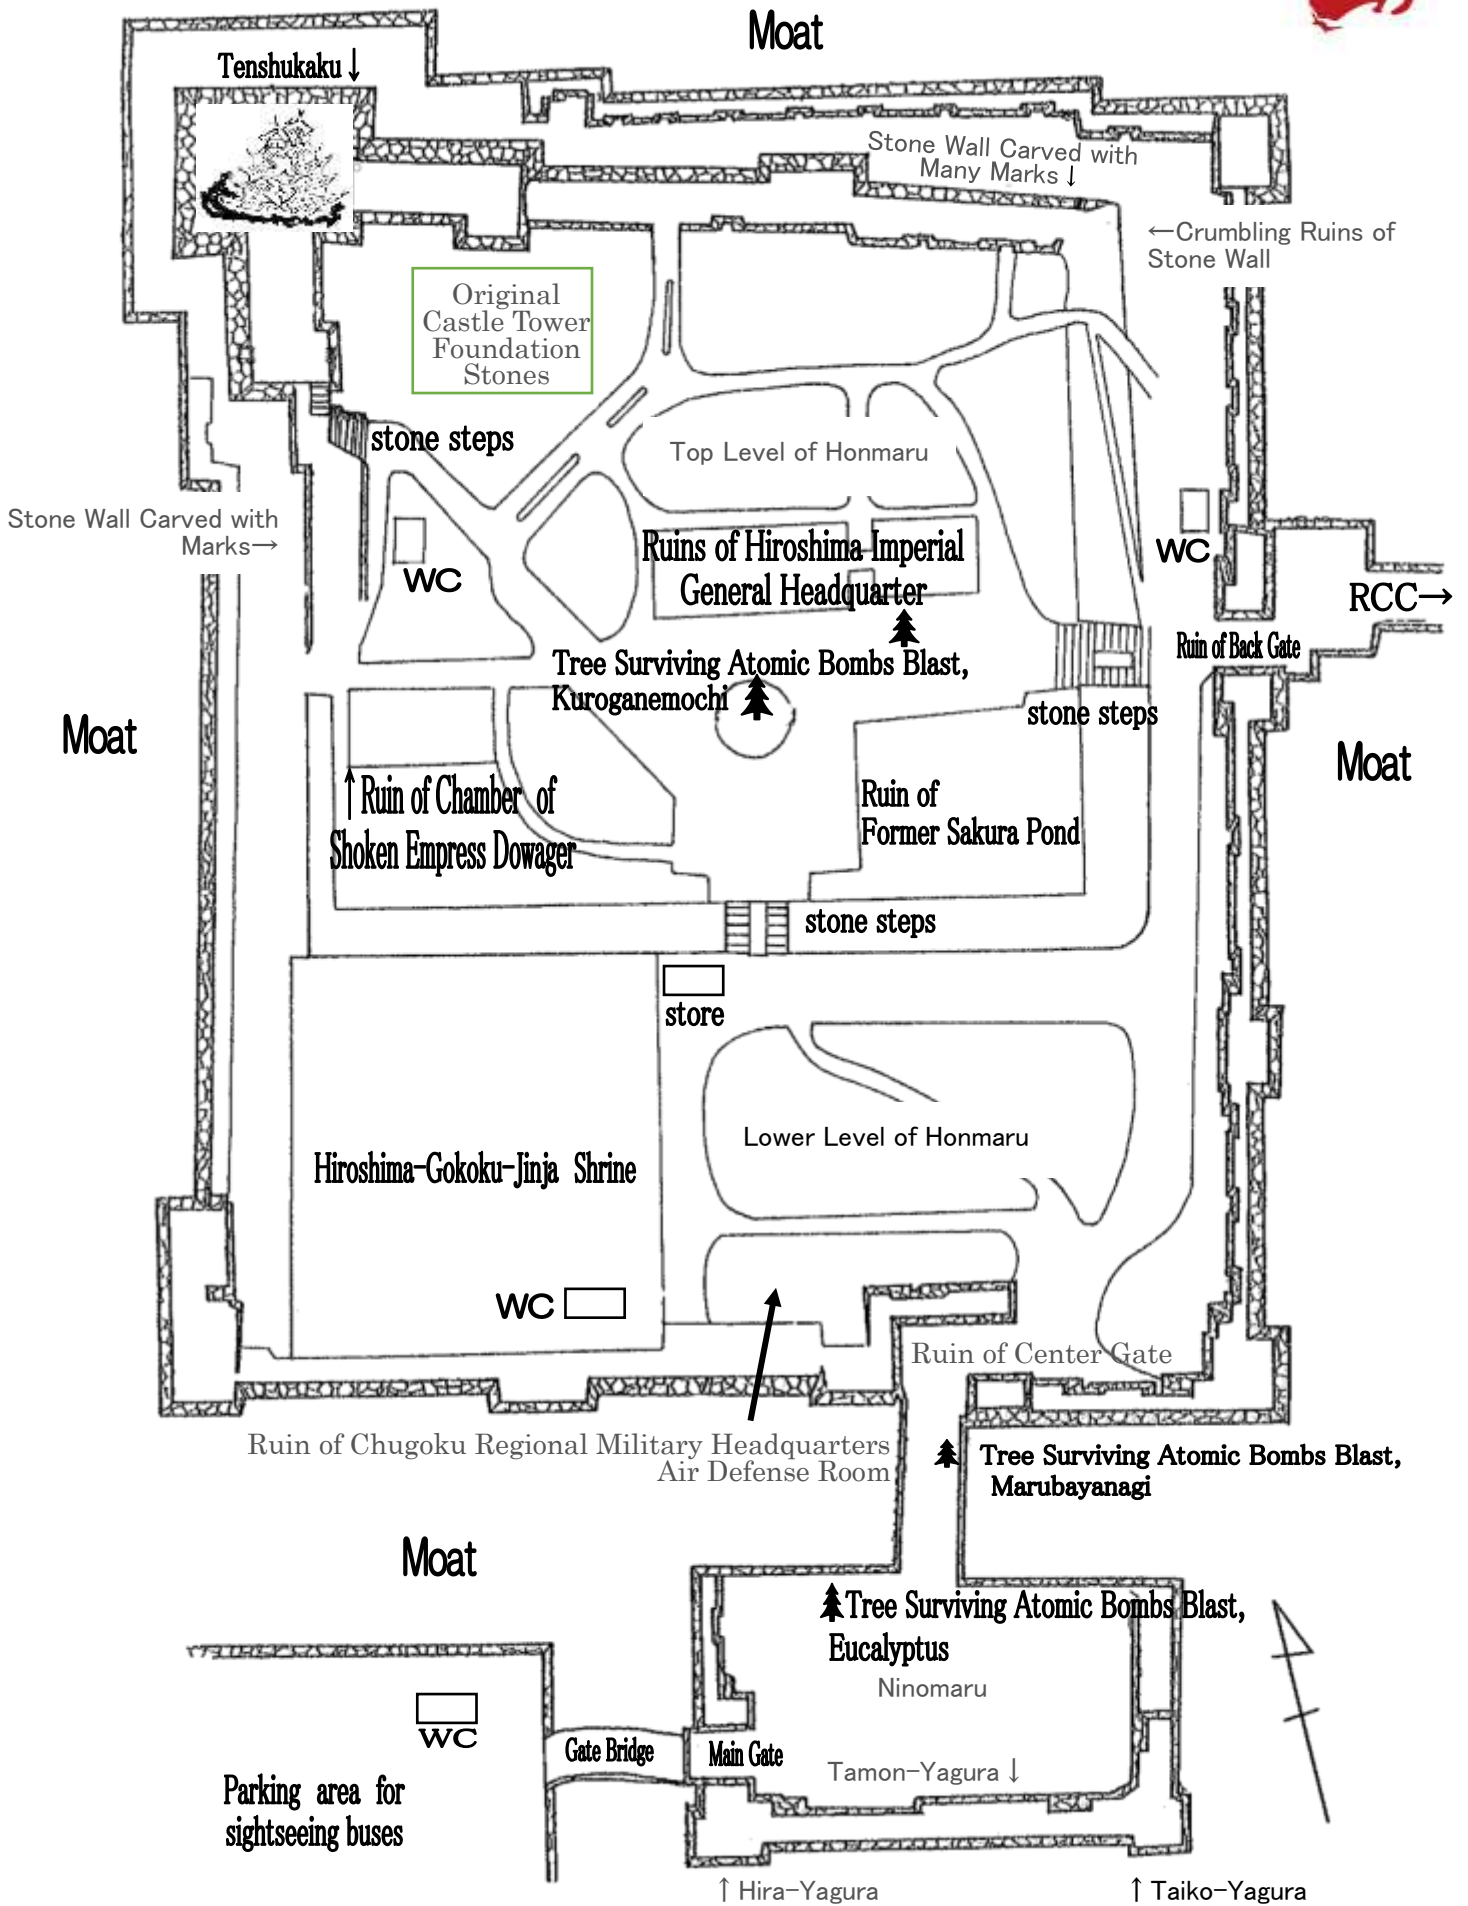 Moat
Tenshukaku↓
Stone Wall Carved with
Many Marks↓
←Crumbling Ruins of
Stone Wall
Original
Castle Tower
Foundation
Stones
stone steps
Top Level of Honmaru
Stone Wall Carved with
Marks→
WC
Ruins of Hiroshima Imperial
General Headquarter
WC
RCC→
Ruin of Back Gate
Tree Surviving Atomic Bombs Blast,
Kuroganemochi
stone steps
Moat
Moat
↑Ruin of Chamber of
Shoken Empress Dowager
Ruin of
Former Sakura Pond
stone steps
store
Lower Level of Honmaru
Hiroshima-Gokoku-Jinja Shrine
WC
Ruin of Center Gate
Ruin of Chugoku Regional Military Headquarters
Air Defense Room
Tree Surviving Atomic Bombs Blast,
Marubayanagi
Moat
Tree Surviving Atomic Bombs Blast,
Eucalyptus
Ninomaru
WC
Gate Bridge
Main Gate
Tamon-Yagura↓
Parking area for
sightseeing buses
↑Hira-Yagura
↑Taiko-Yagura